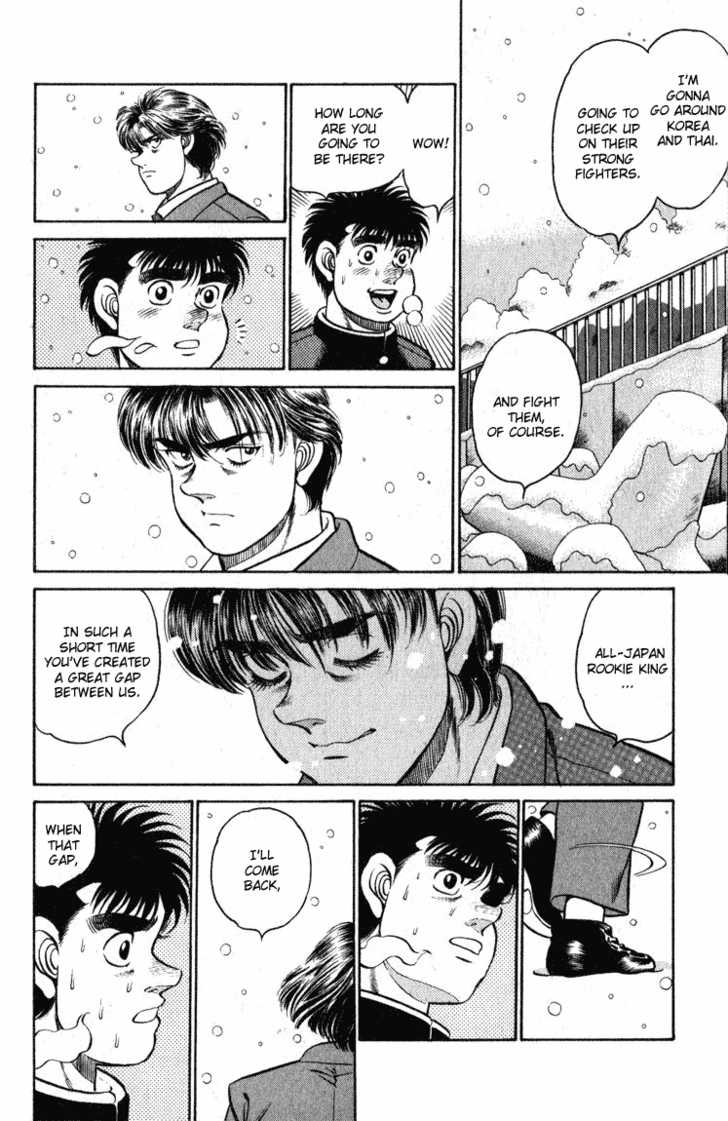 I'M
GONNA
GO AROUND
KOREA
AND THAI.
GOING TO
CHECK UP
ON THEIR
STRONG
FIGHTERS.
AND FIGHT
THEM,
OF COURSE.
WOW!
HOW LONG
ARE YOU
GOING TO
BE THERE?
ALL-JAPAN
ROOKIE KING
...
IN SUCH A
SHORT TIME
YOU'VE CREATED
A GREAT GAP
BETWEEN US.
I'LL
COME
BACK,
WHEN
THAT
GAP,